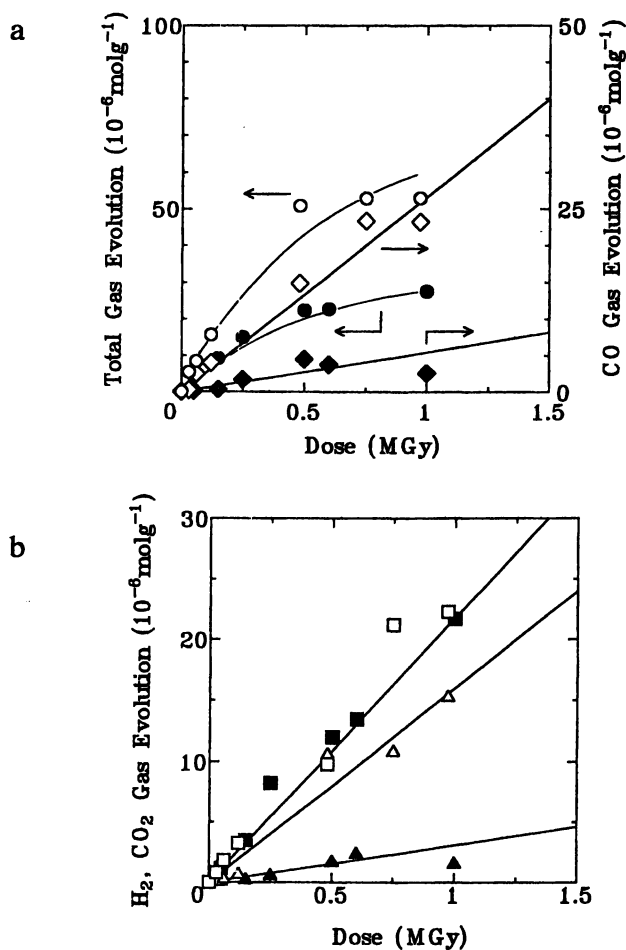 a
100
50
0
Total Gas Evolution (10⁻⁶molg⁻¹)
50
25
0
CO Gas Evolution (10⁻⁶molg⁻¹)
0 0.5 1 1.5
Dose (MGy)
b
30
20
10
0
H₂, CO₂ Gas Evolution (10⁻⁶molg⁻¹)
0.5 1 1.5
Dose (MGy)